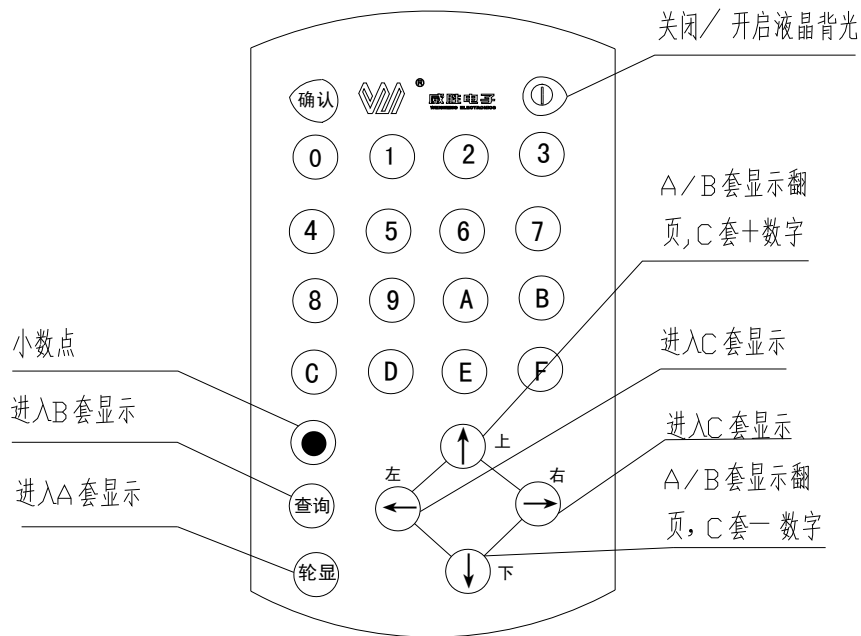 关闭/ 开启液晶背光
确认
®
威胜电子
WEISHENG ELECTRONICS
0 1 2 3
A/B套显示翻
页,C套+数字
4 5 6 7
8 9 A B
小数点
进入C套显示
C D E F
进入B套显示
进入C套显示
上
左
右
进入A套显示
A/B套显示翻
页,C套一数字
查询
轮显
下